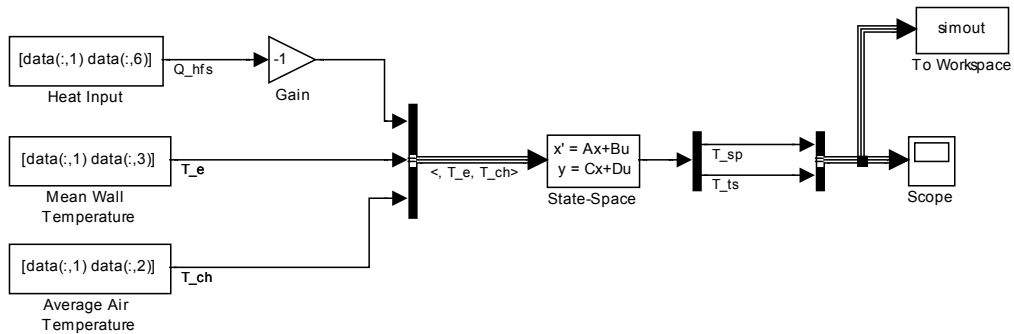 [data(:,1) data(:,6)]
Q_hfs
Heat Input
-1
Gain
[data(:,1) data(:,3)]
T_e
Mean Wall
Temperature
[data(:,1) data(:,2)]
T_ch
Average Air
Temperature
<, T_e, T_ch>
x' = Ax+Bu
y = Cx+Du
State-Space
T_sp
T_ts
simout
To Workspace
Scope